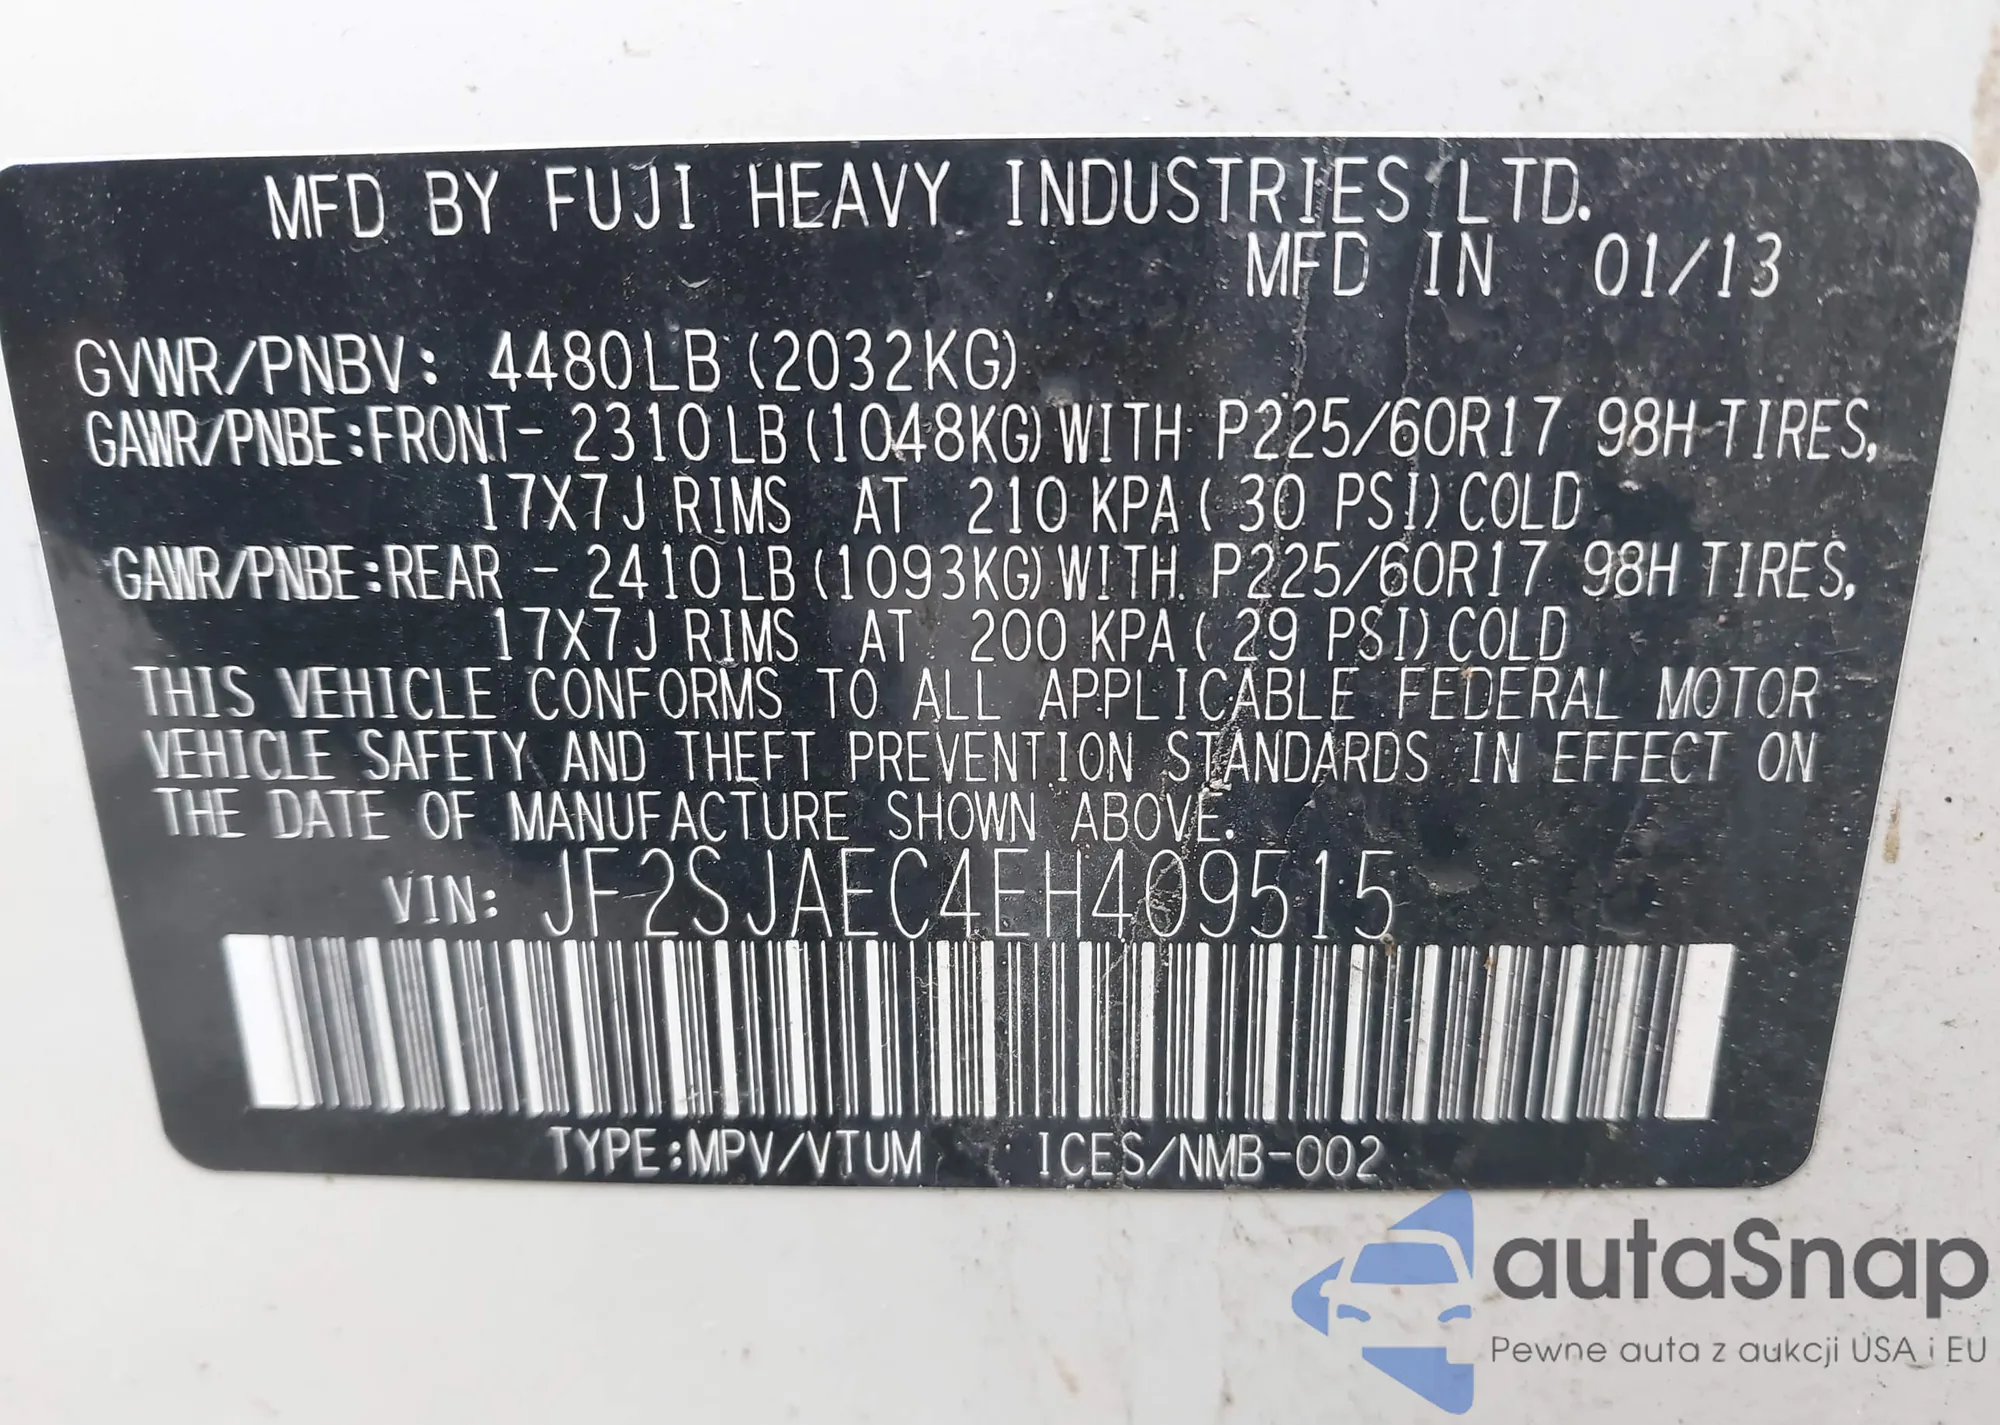 MFD BY FUJI HEAVY INDUSTRIES LTD.
MFD IN 01/13
GVWR/PNBV: 4480LB (2032KG)
GAWR/PNBE:FRONT- 2310LB (1048KG) WITH P225/60R17 98H TIRES,
17X7J RIMS AT 210 KPA ( 30 PSI) COLD
GAWR/PNBE:REAR - 2410LB (1093KG) WITH P225/60R17 98H TIRES,
17X7J RIMS AT 200 KPA ( 29 PSI) COLD
THIS VEHICLE CONFORMS TO ALL APPLICABLE FEDERAL MOTOR
VEHICLE SAFETY AND THEFT PREVENTION STANDARDS IN EFFECT ON
THE DATE OF MANUFACTURE SHOWN ABOVE.
VIN: JF2SJAEC4EH409515
TYPE:MPV/VTUM ICES/NMB-002
autaSnap
Pewne auta z aukcji USA i EU